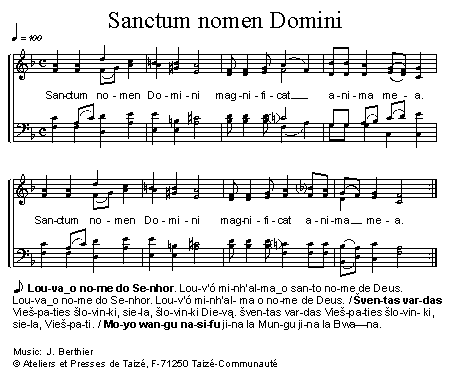 Sanctum nomen Domini
♩ = 100
Sanctum no - men Do - mi - ni mag - ni - fi - cat a - ni - ma me - a.
Sanctum no - men Do - mi - ni mag - ni - fi - cat a - ni - ma me - a.
Lou-va_o no-me do Se-nhor. Lou-v'ó mi-nh'al-ma_o san-to no-me de Deus.
Lou-va_o no-me do Se-nhor. Lou-v'ó mi-nh'al- ma o no-me de Deus. / Šven-tas var-das
Vieš-pa-ties šlo-vin-ki, sie-la, šlo-vin-ki Die-vą. šven-tas var-das Vieš-pa-ties šlo-vin- ki,
sie-la, Vieš-pa-ti. / Mo-yo wan-gu na-si-fu ji-na la Mun-gu ji-na la Bwa—na.
Music: J. Berthier
© Ateliers et Presses de Taizé, F-71250 Taizé-Communauté